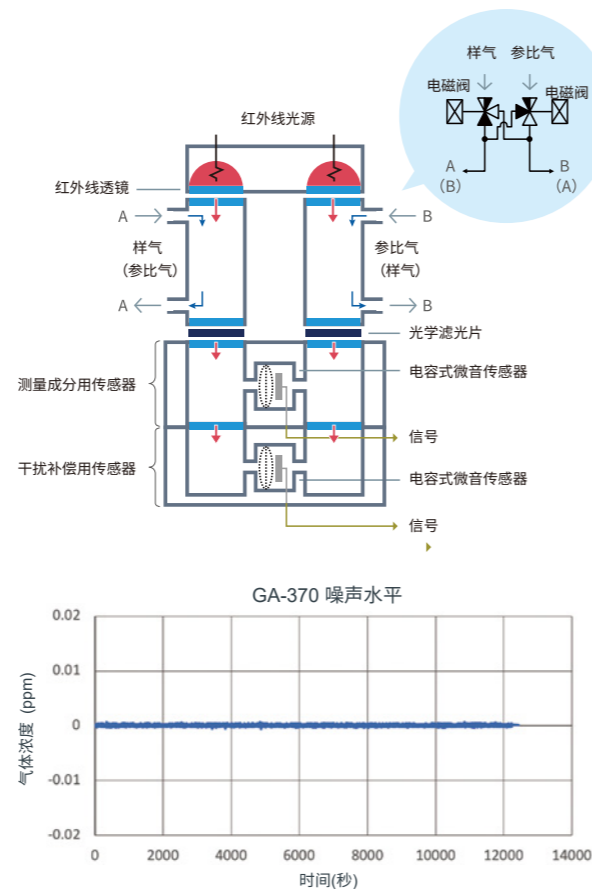 样气 参比气
电磁阀 电磁阀
A B
（B） （A）
红外线光源
红外线透镜
A B
样气 参比气
（参比气） （样气）
A B
光学滤光片
测量成分用传感器
电容式微音传感器
信号
干扰补偿用传感器
电容式微音传感器
信号
GA-370 噪声水平
气体浓度 (ppm)
0.02
0.01
0
-0.01
-0.02
0 2000 4000 6000 8000 10000 12000 14000
时间(秒)